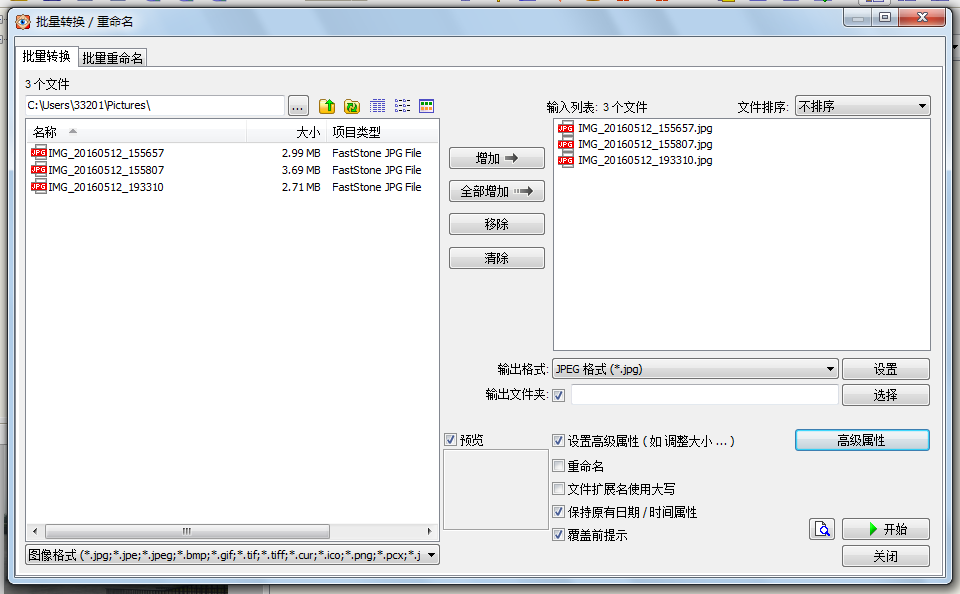 批量转换 / 重命名
批量转换 批量重命名
3 个文件
C:\Users\33201\Pictures\ ...
输入列表: 3 个文件 文件排序: 不排序
名称 大小 项目类型
JPG IMG_20160512_155657 2.99 MB FastStone JPG File
JPG IMG_20160512_155807 3.69 MB FastStone JPG File
JPG IMG_20160512_193310 2.71 MB FastStone JPG File
增加
全部增加
移除
清除
JPG IMG_20160512_155657.jpg
JPG IMG_20160512_155807.jpg
JPG IMG_20160512_193310.jpg
输出格式: JPEG 格式 (*.jpg) 设置
输出文件夹: 选择
预览
设置高级属性 ( 如 调整大小 ... ) 高级属性
重命名
文件扩展名使用大写
保持原有日期 / 时间属性
覆盖前提示
开始
关闭
图像格式 (*.jpg;*.jpe;*.jpeg;*.bmp;*.gif;*.tif;*.tiff;*.cur;*.ico;*.png;*.pcx;*.j